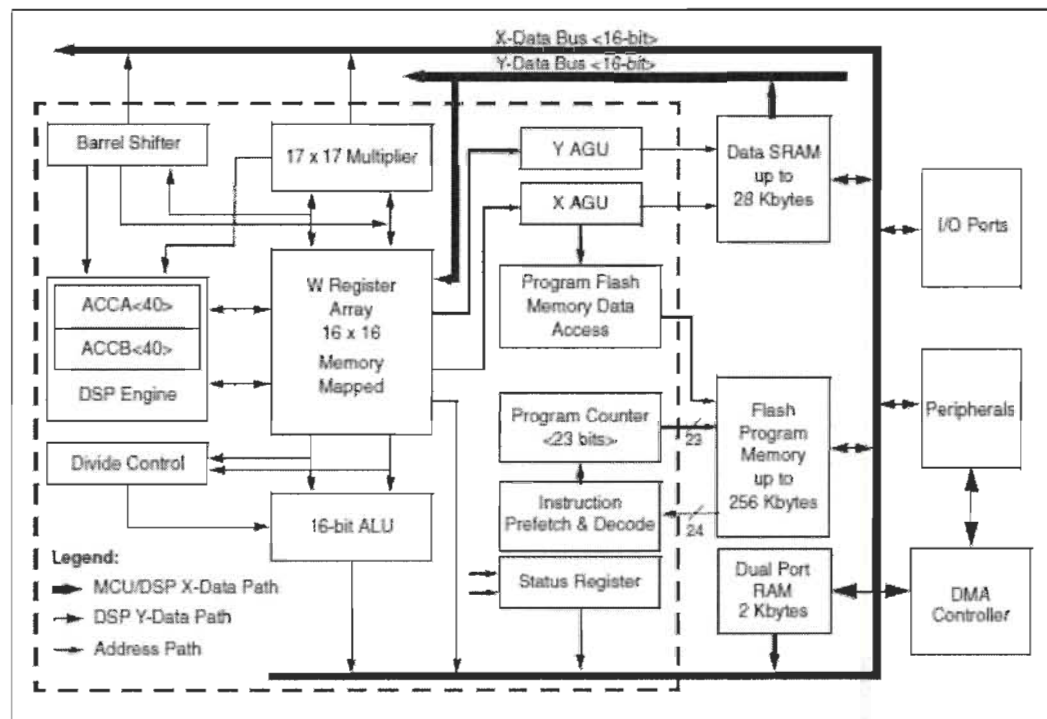 X-Data Bus <16-bit>
Y-Data Bus <16-bit>
Barrel Shifter
17 x 17 Multiplier
Y AGU
X AGU
Data SRAM
up to
28 Kbytes
I/O Ports
ACCA<40>
ACCB<40>
DSP Engine
W Register
Array
16 x 16
Memory
Mapped
Program Flash
Memory Data
Access
Program Counter
<23 bits>
23
Flash
Program
Memory
up to
256 Kbytes
Peripherals
Divide Control
16-bit ALU
Instruction
Prefetch & Decode
24
Status Register
Dual Port
RAM
2 Kbytes
DMA
Controller
Legend:
MCU/DSP X-Data Path
DSP Y-Data Path
Address Path